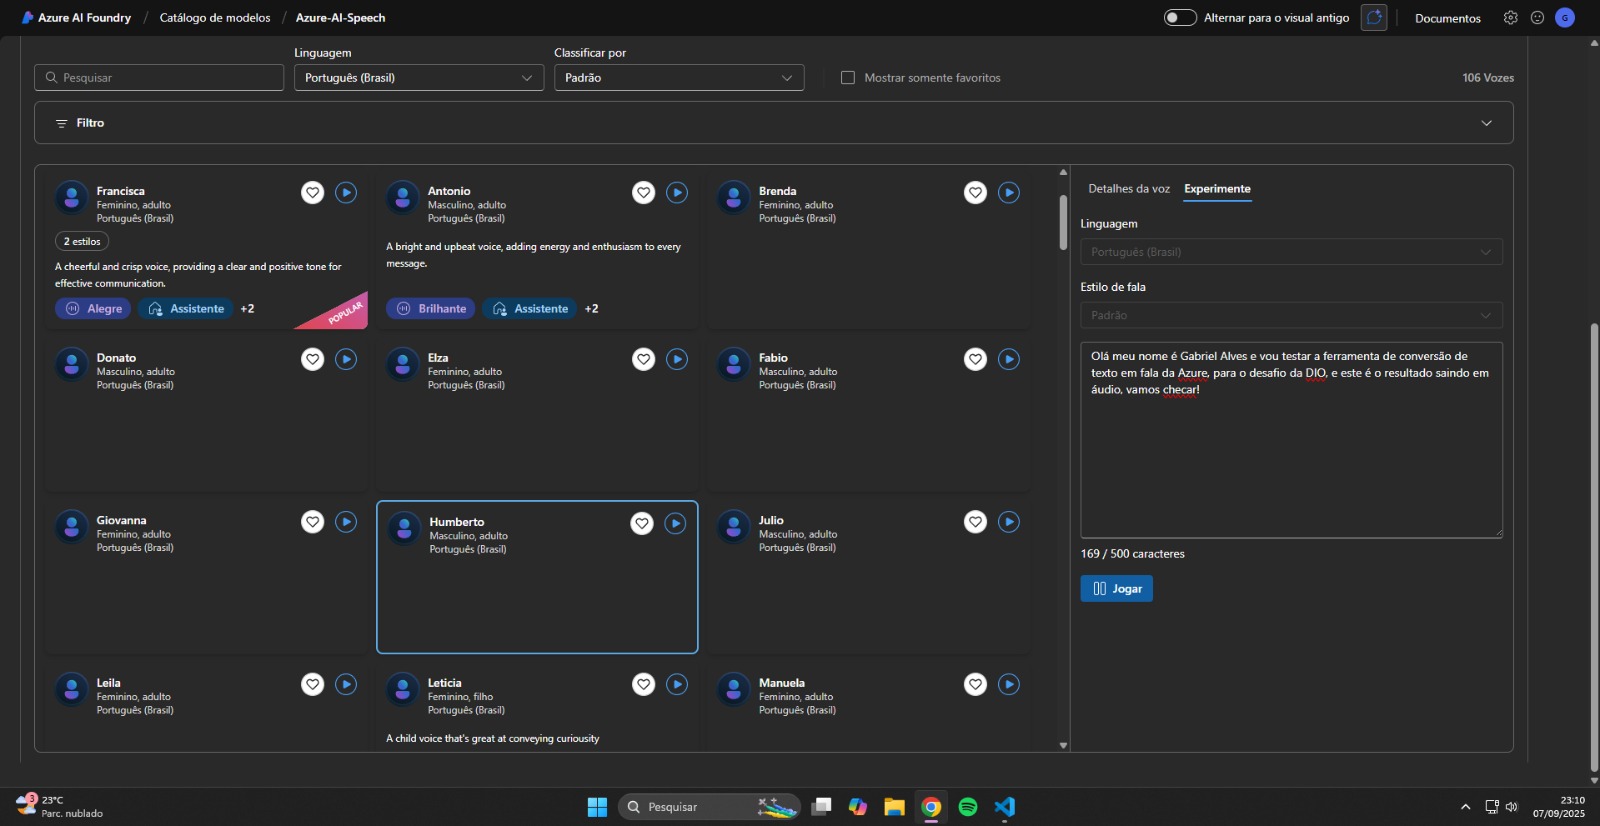 Azure AI Foundry / Catálogo de modelos / Azure-AI-Speech
Alternar para o visual antigo
Documentos
G
Linguagem
Classificar por
Pesquisar
Português (Brasil)
Padrão
Mostrar somente favoritos
106 Vozes
Filtro
Francisca
Feminino, adulto
Português (Brasil)
2 estilos
A cheerful and crisp voice, providing a clear and positive tone for
effective communication.
Alegre
Assistente
+2
POPULAR
Antonio
Masculino, adulto
Português (Brasil)
A bright and upbeat voice, adding energy and enthusiasm to every
message.
Brilhante
Assistente
+2
Brenda
Feminino, adulto
Português (Brasil)
Donato
Masculino, adulto
Português (Brasil)
Elza
Feminino, adulto
Português (Brasil)
Fabio
Masculino, adulto
Português (Brasil)
Giovanna
Feminino, adulto
Português (Brasil)
Humberto
Masculino, adulto
Português (Brasil)
Julio
Masculino, adulto
Português (Brasil)
Leila
Feminino, adulto
Português (Brasil)
Leticia
Feminino, filho
Português (Brasil)
A child voice that's great at conveying curiousity
Manuela
Feminino, adulto
Português (Brasil)
Detalhes da voz
Experimente
Linguagem
Português (Brasil)
Estilo de fala
Padrão
Olá meu nome é Gabriel Alves e vou testar a ferramenta de conversão de
texto em fala da Azure, para o desafio da DIO, e este é o resultado saindo em
áudio, vamos checar!
169 / 500 caracteres
Jogar
3
23°C
Parc. nublado
Pesquisar
23:10
07/09/2025